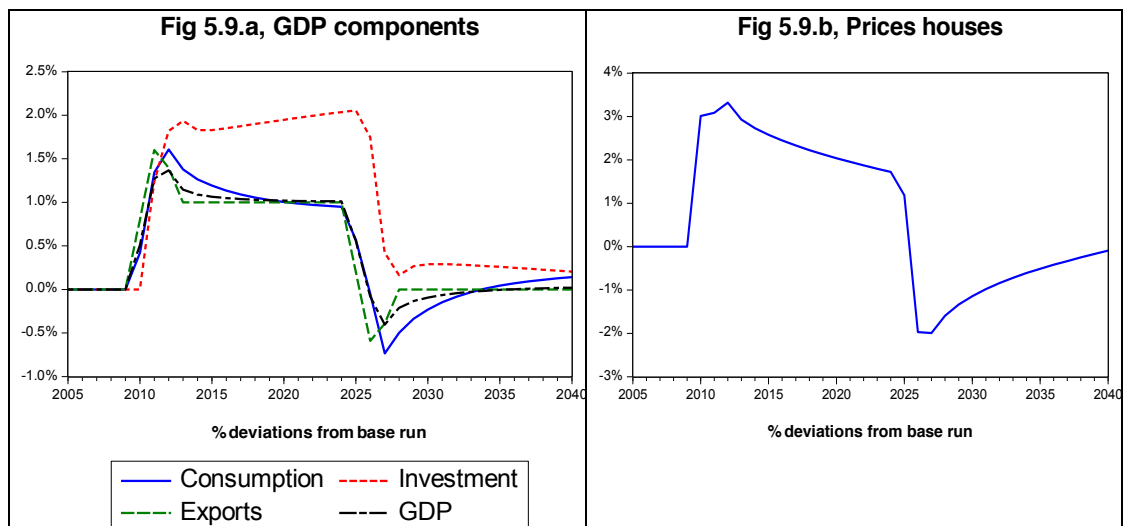 Fig 5.9.a, GDP components
2.5%
2.0%
1.5%
1.0%
0.5%
0.0%
-0.5%
-1.0%
2005 2010 2015 2020 2025 2030 2035 2040
% deviations from base run
Consumption Investment
Exports GDP
Fig 5.9.b, Prices houses
4%
3%
2%
1%
0%
-1%
-2%
-3%
2005 2010 2015 2020 2025 2030 2035 2040
% deviations from base run